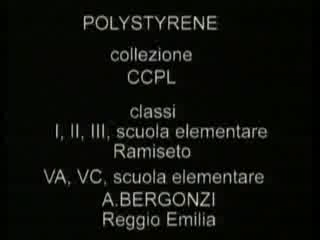 POLYSTYRENE
collezione
CCPL
classi
I, II, III, scuola elementare
Ramiseto
VA, VC, scuola elementare
A.BERGONZI
Reggio Emilia